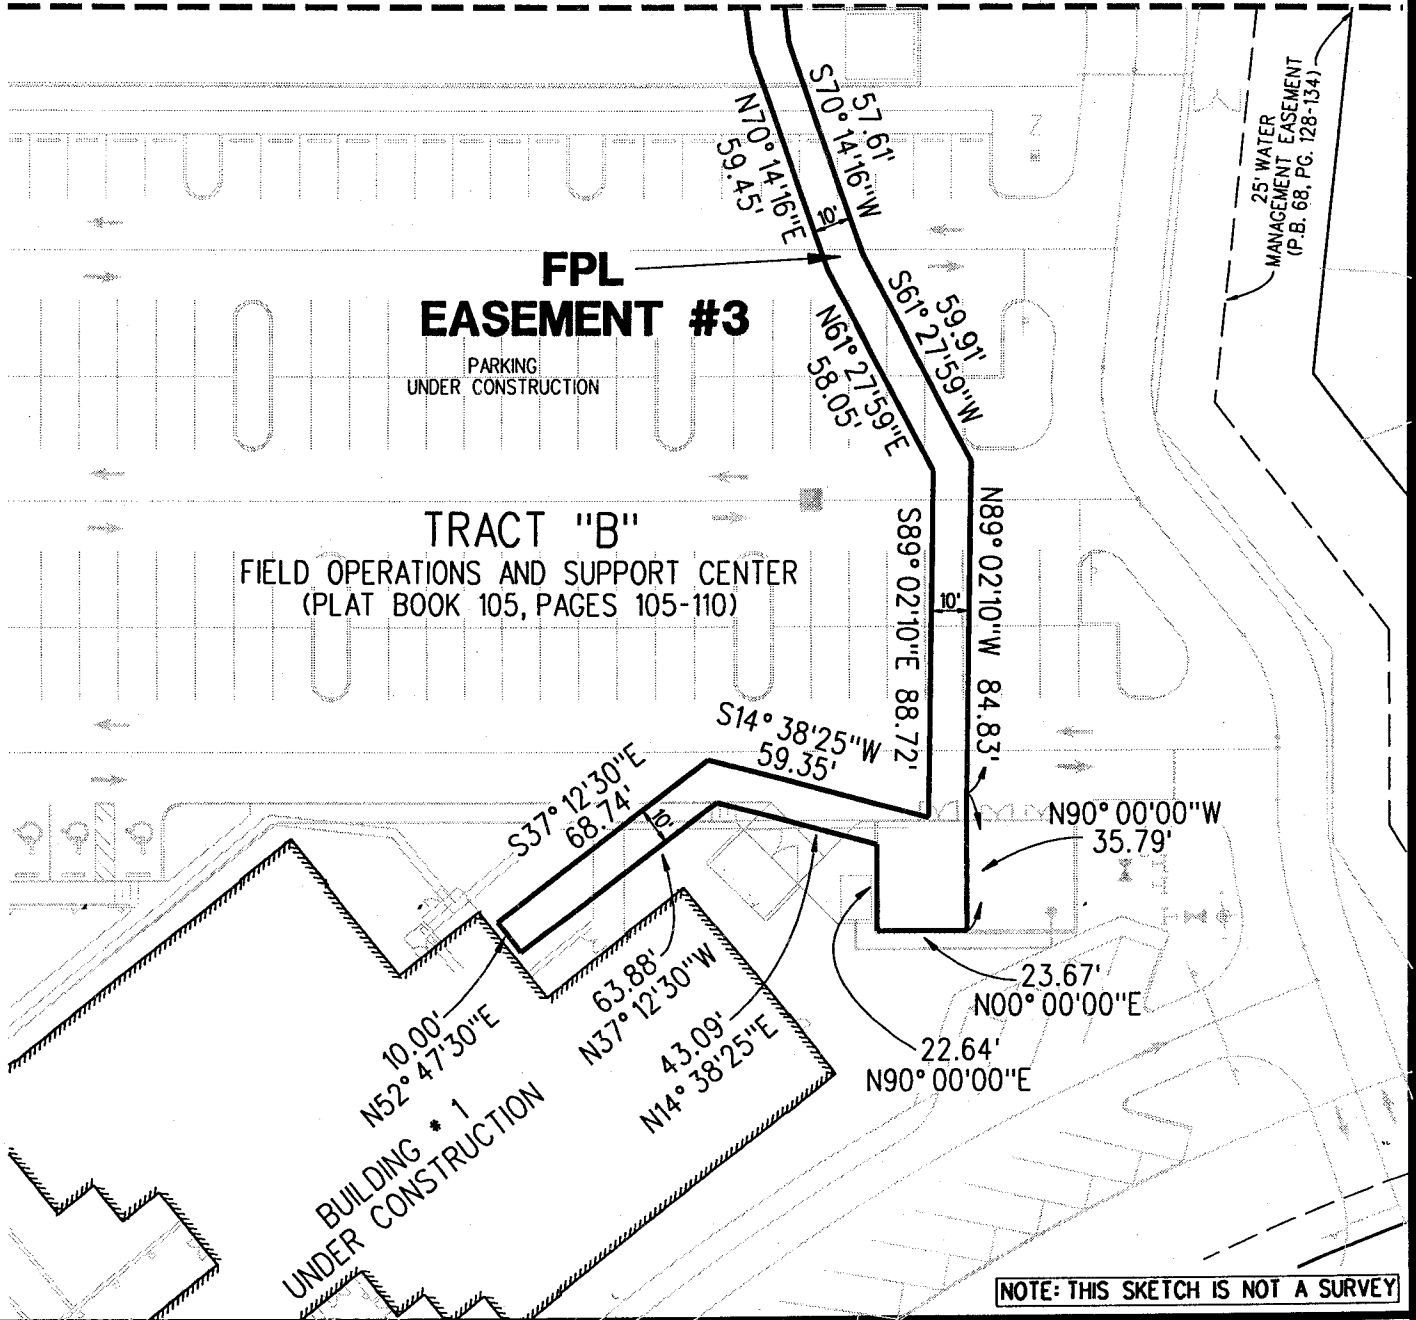 57.61'
S70°14'16"W
N70°14'16"E
59.45'
10'
25' WATER
MANAGEMENT EASEMENT
(P.B. 68, PG. 128-134)
FPL
EASEMENT #3
PARKING
UNDER CONSTRUCTION
59.91'
S61°27'59"W
N61°27'59"E
58.05'
TRACT "B"
FIELD OPERATIONS AND SUPPORT CENTER
(PLAT BOOK 105, PAGES 105-110)
S89°02'10"E 88.72'
10'
N89°02'10"W 84.83'
S14°38'25"W
59.35'
S37°12'30"E
68.74'
10'
N90°00'00"W
35.79'
23.67'
N00°00'00"E
22.64'
N90°00'00"E
63.88'
N37°12'30"W
43.09'
N14°38'25"E
10.00'
N52°47'30"E
BUILDING # 1
UNDER CONSTRUCTION
NOTE: THIS SKETCH IS NOT A SURVEY